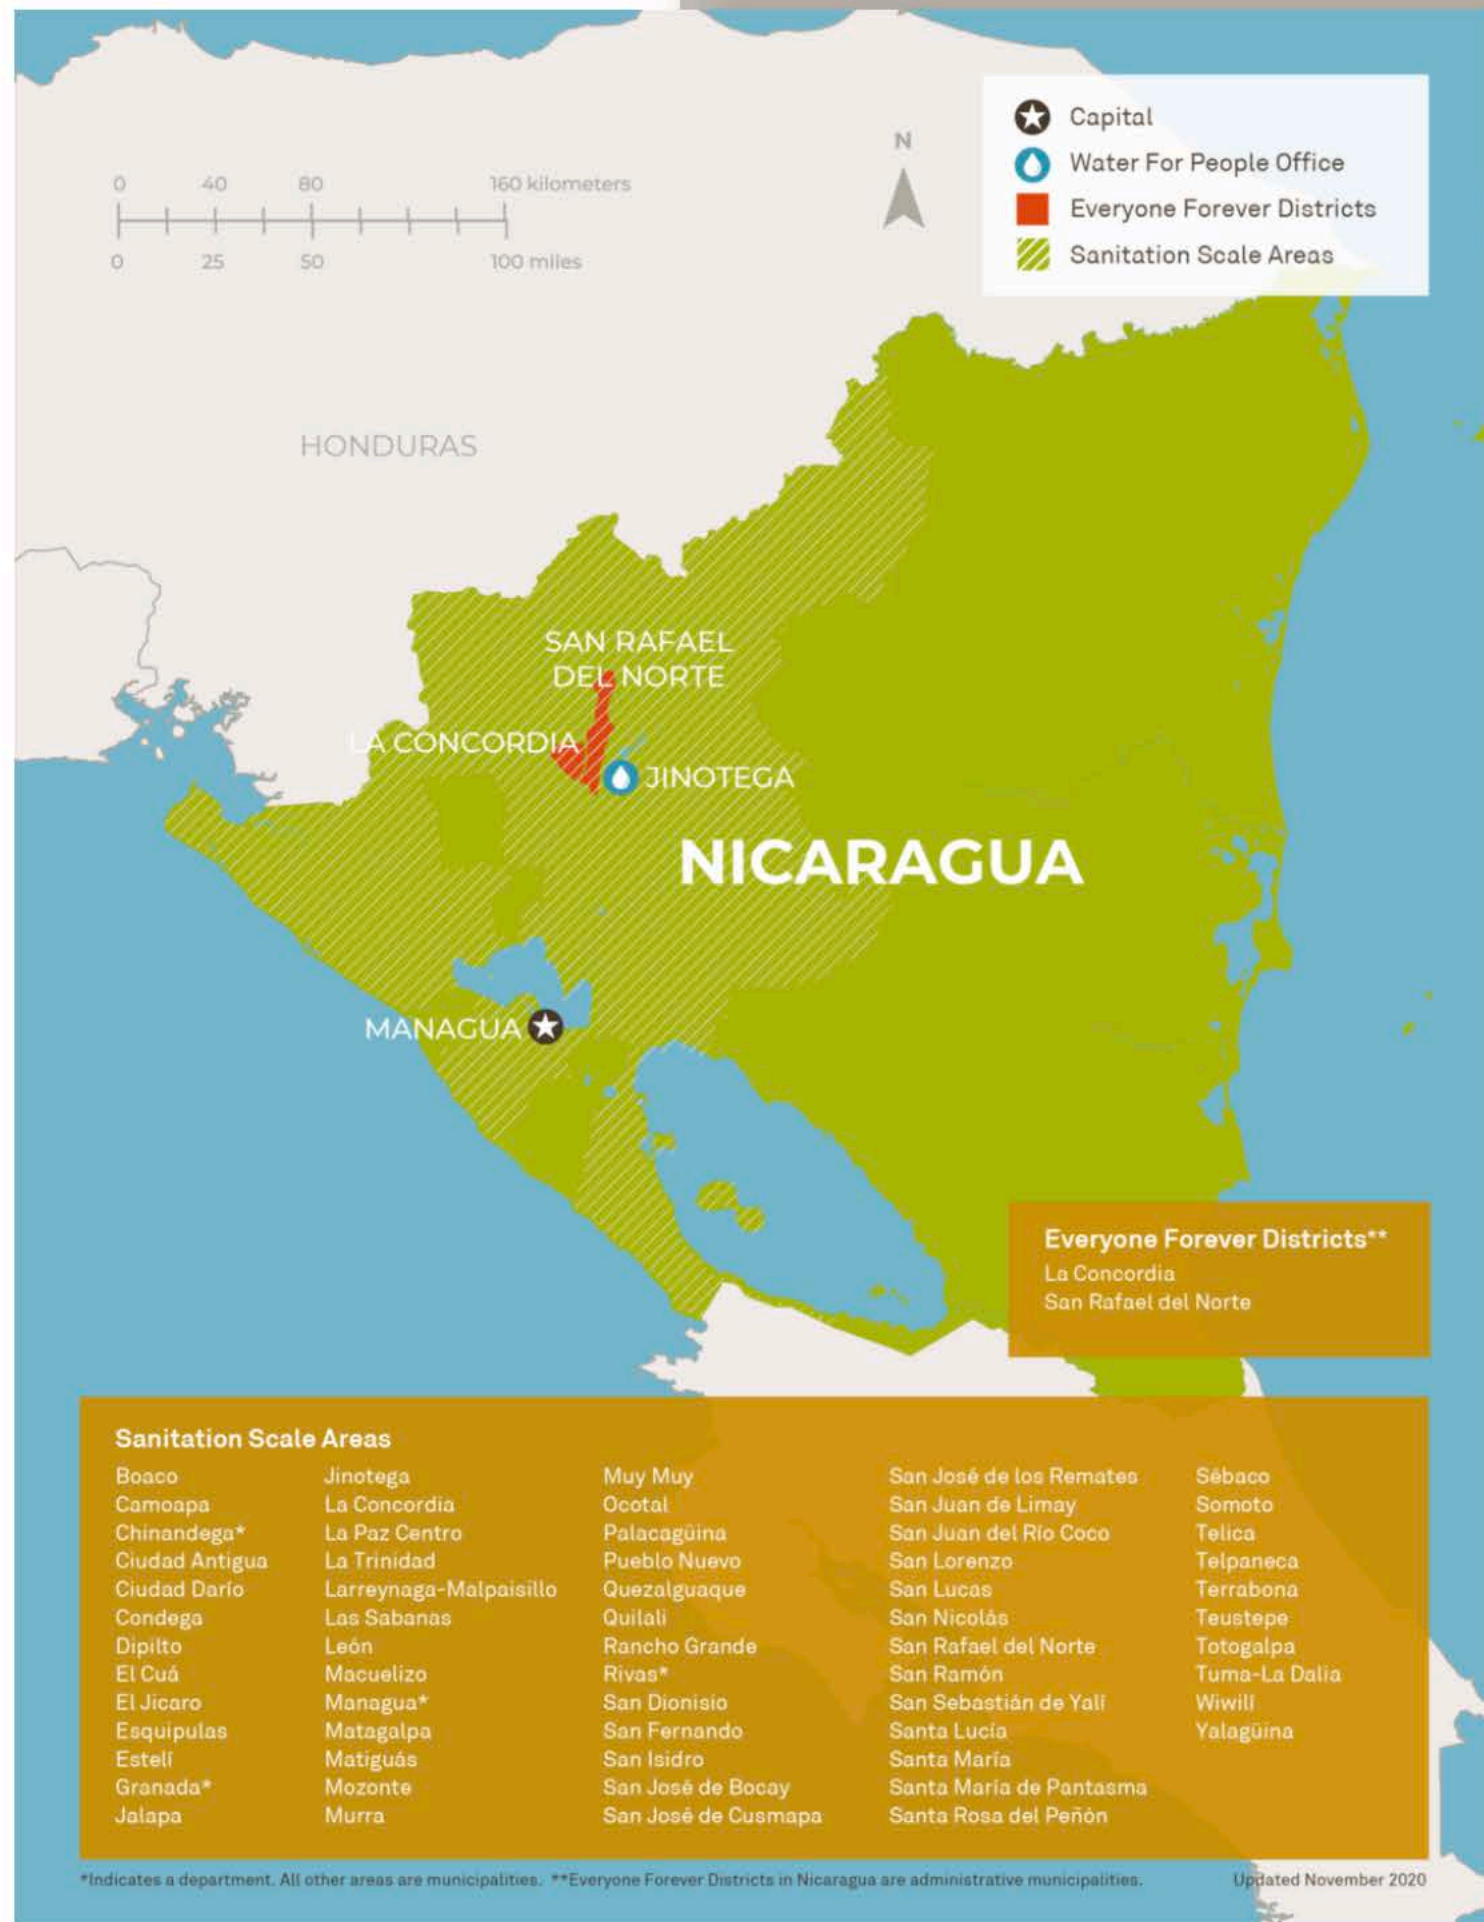 Capital
Water For People Office
Everyone Forever Districts
Sanitation Scale Areas
N
0 40 80 160 kilometers
0 25 50 100 miles
HONDURAS
SAN RAFAEL
DEL NORTE
LA CONCORDIA
JINOTEGA
NICARAGUA
MANAGUA
Everyone Forever Districts**
La Concordia
San Rafael del Norte
Sanitation Scale Areas
Boaco
Camoapa
Chinandega*
Ciudad Antigua
Ciudad Darío
Condega
Dipilto
El Cuá
El Jicaro
Esquipulas
Estelí
Granada*
Jalapa
Jinotega
La Concordia
La Paz Centro
La Trinidad
Larreynaga-Malpaisillo
Las Sabanas
León
Macuelizo
Managua*
Matagalpa
Matiguás
Mozonte
Murra
Muy Muy
Ocotal
Palacagüina
Pueblo Nuevo
Quezalguaque
Quilali
Rancho Grande
Rivas*
San Dionisio
San Fernando
San Isidro
San José de Bocay
San José de Cusmapa
San José de los Remates
San Juan de Limay
San Juan del Río Coco
San Lorenzo
San Lucas
San Nicolás
San Rafael del Norte
San Ramón
San Sebastián de Yalí
Santa Lucía
Santa María
Santa María de Pantasma
Santa Rosa del Peñón
Sébaco
Somoto
Telica
Telpaneca
Terrabona
Teustepe
Totogalpa
Tuma-La Dalia
Wiwilí
Yalagüina
*Indicates a department. All other areas are municipalities. **Everyone Forever Districts in Nicaragua are administrative municipalities.
Updated November 2020